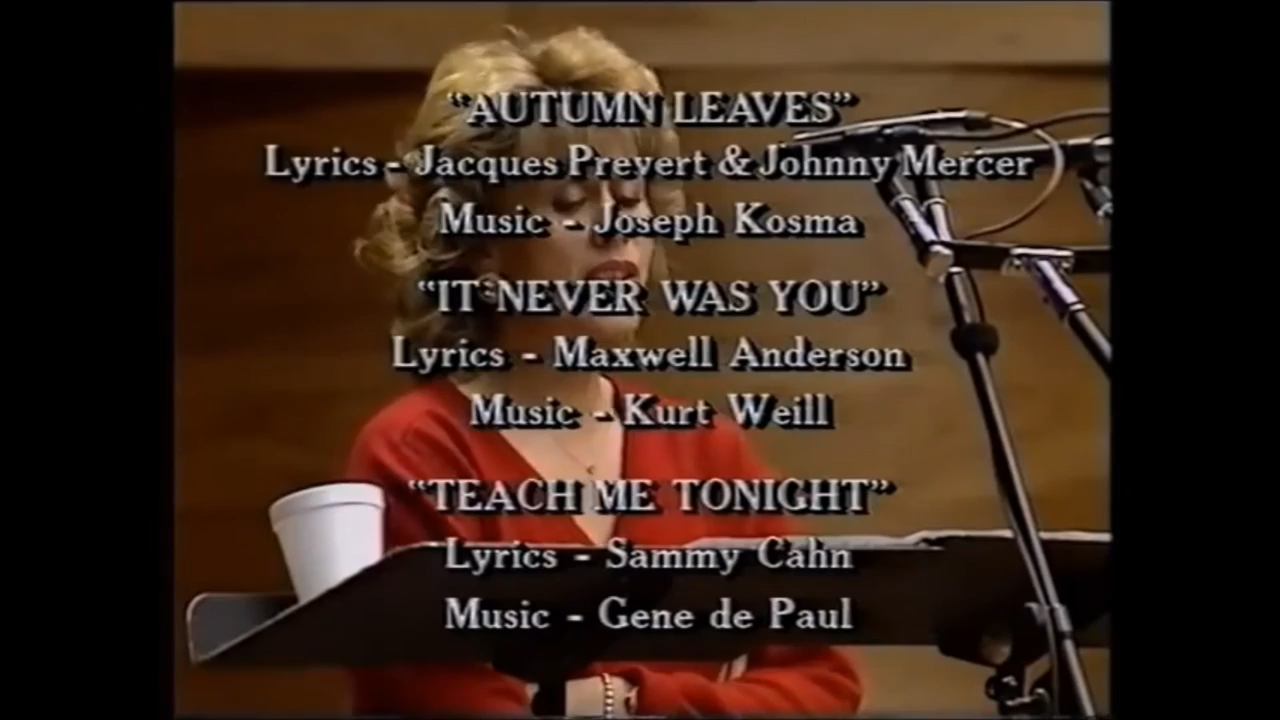 “AUTUMN LEAVES”
Lyrics - Jacques Prevert & Johnny Mercer
Music - Joseph Kosma
“IT NEVER WAS YOU”
Lyrics - Maxwell Anderson
Music - Kurt Weill
“TEACH ME TONIGHT”
Lyrics - Sammy Cahn
Music - Gene de Paul